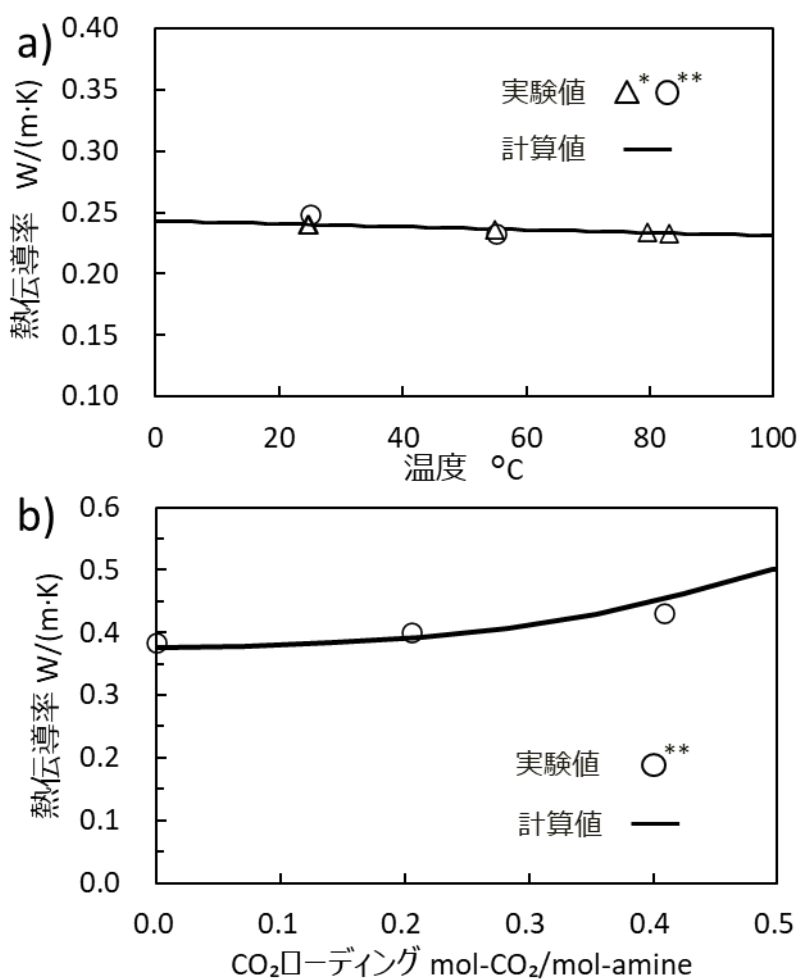 a)
熱伝導率 W/(m·K)
0.40
0.35
0.30
0.25
0.20
0.15
0.10
実験値 △* ○**
計算値
0 20 40 60 80 100
温度 °C
b)
熱伝導率 W/(m·K)
0.6
0.5
0.4
0.3
0.2
0.1
0.0
実験値 ○**
計算値
0.0 0.1 0.2 0.3 0.4 0.5
CO₂ローディング mol-CO₂/mol-amine